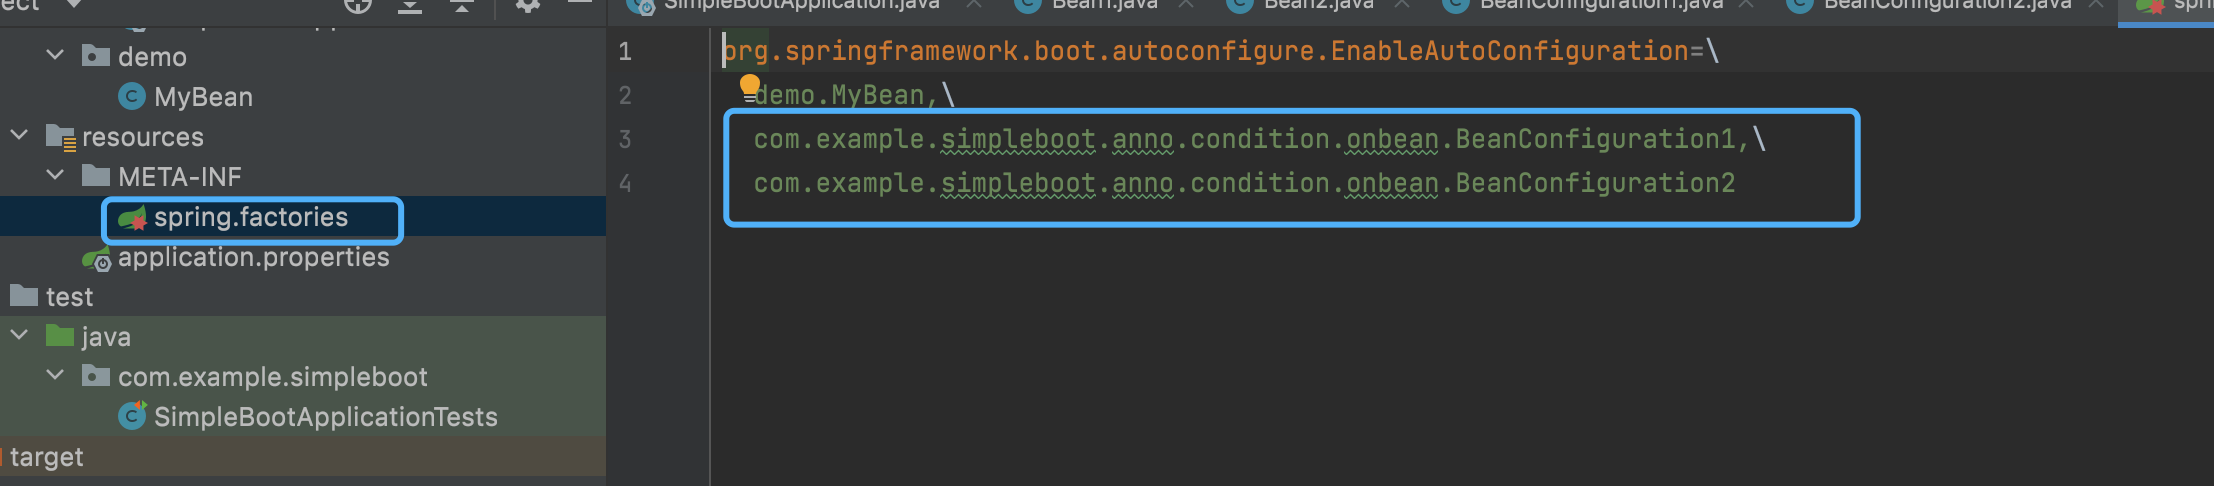 ect
demo
MyBean
resources
META-INF
spring.factories
application.properties
test
java
com.example.simpleboot
SimpleBootApplicationTests
target
SimpleBootApplication.java
Bean1.java
Bean2.java
BeanConfiguration1.java
BeanConfiguration2.java
spri
1 org.springframework.boot.autoconfigure.EnableAutoConfiguration=\
2 demo.MyBean,\
3 com.example.simpleboot.anno.condition.onbean.BeanConfiguration1,\
4 com.example.simpleboot.anno.condition.onbean.BeanConfiguration2